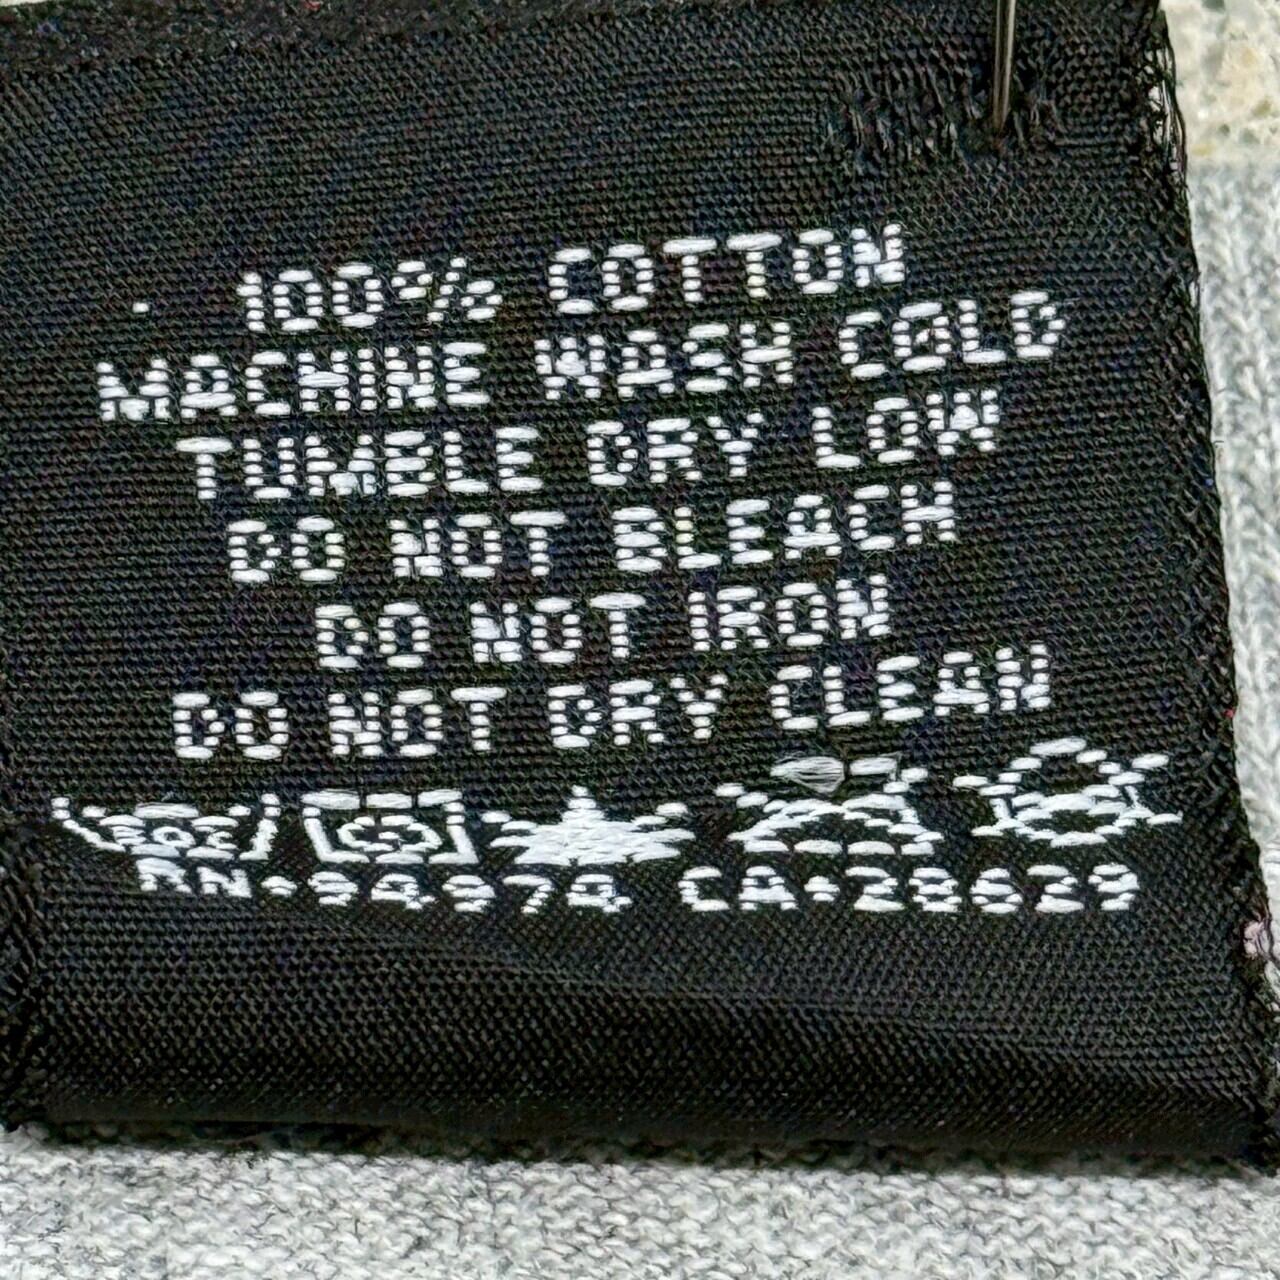 100% COTTON
MACHINE WASH COLD
TUMBLE DRY LOW
DO NOT BLEACH
DO NOT IRON
DO NOT DRY CLEAN
RN•94974 CA•28629